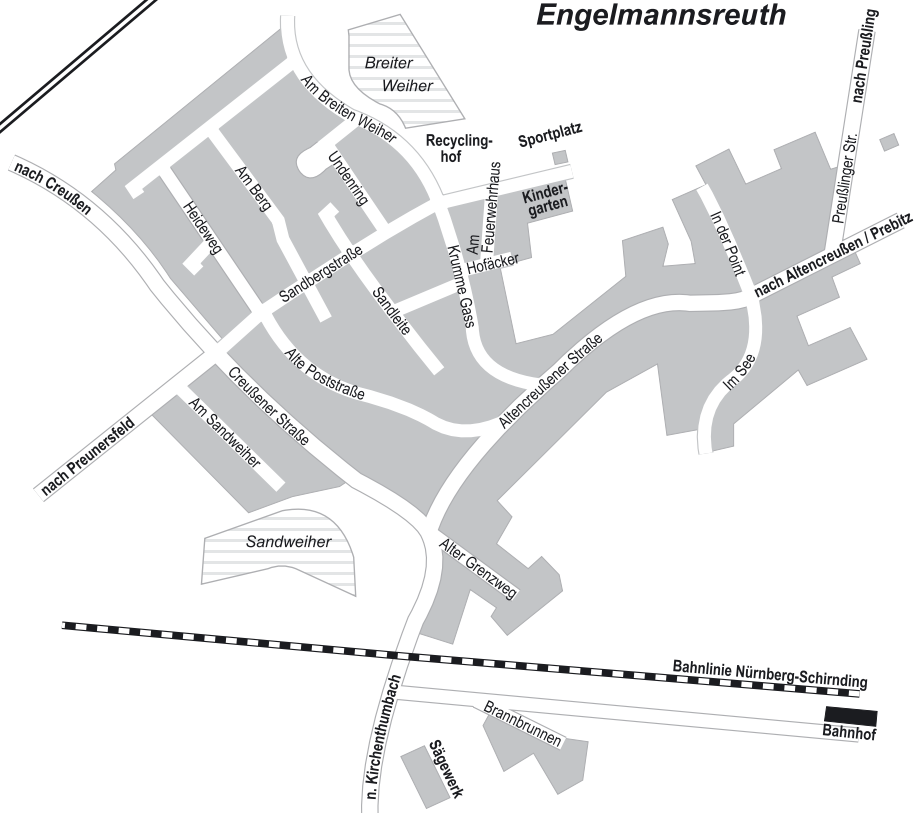 Engelmannsreuth
nach Preußling
Breiter
Weiher
Am Breiten Weiher
Recycling-
hof
Sportplatz
Preußlinger Str.
nach Creußen
Undenring
Am Berg
Heideweg
Kinder-
garten
Am
Feuerwehrhaus
Hofäcker
In der Point
nach Altencreußen / Prebitz
Sandbergstraße
Krumme Gass
Sandleite
Alte Poststraße
Altencreußener Straße
Im See
Creußener Straße
Am Sandweiher
nach Preunersfeld
Sandweiher
Alter Grenzweg
Bahnlinie Nürnberg-Schirnding
Bahnhof
Brannbrunnen
n. Kirchenthumbach
Sägewerk